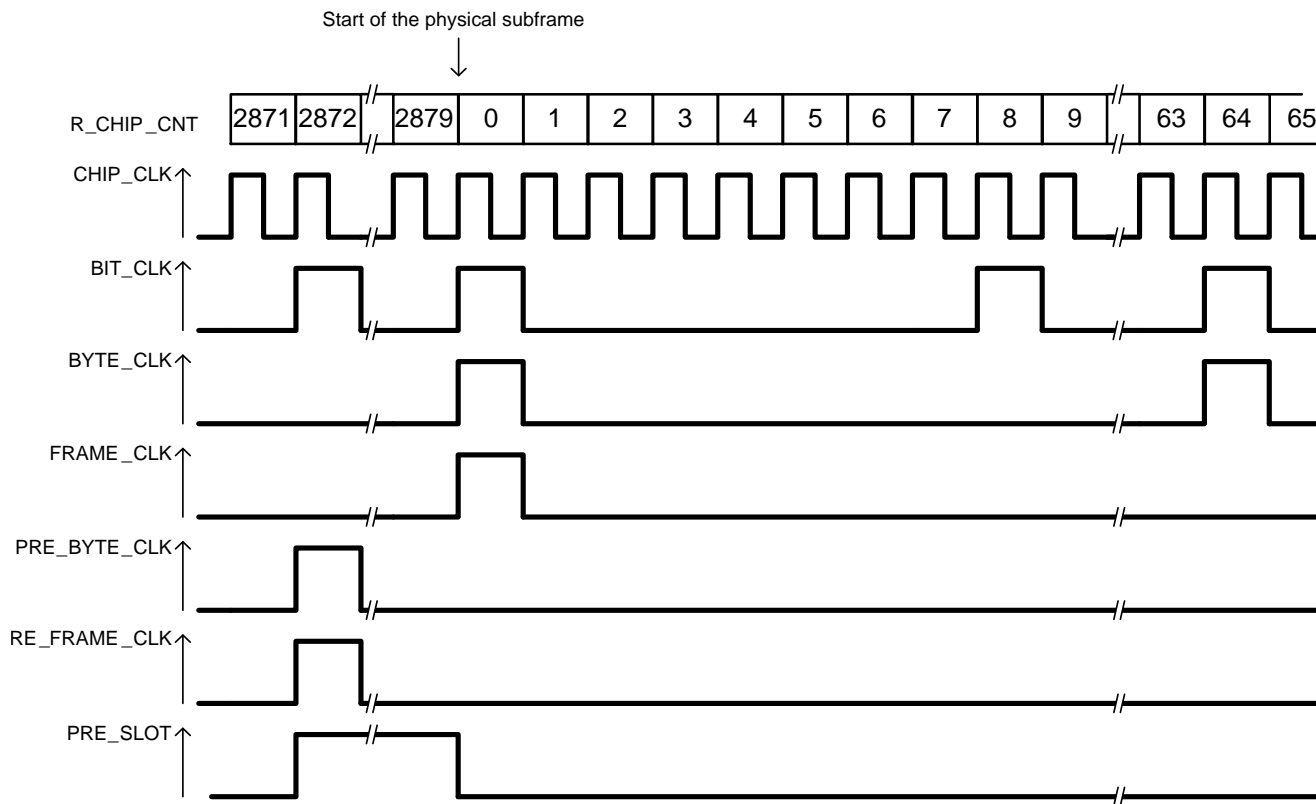 Start of the physical subframe
R_CHIP_CNT 2871 2872 2879 0 1 2 3 4 5 6 7 8 9 63 64 65
CHIP_CLK
BIT_CLK
BYTE_CLK
FRAME_CLK
PRE_BYTE_CLK
RE_FRAME_CLK
PRE_SLOT